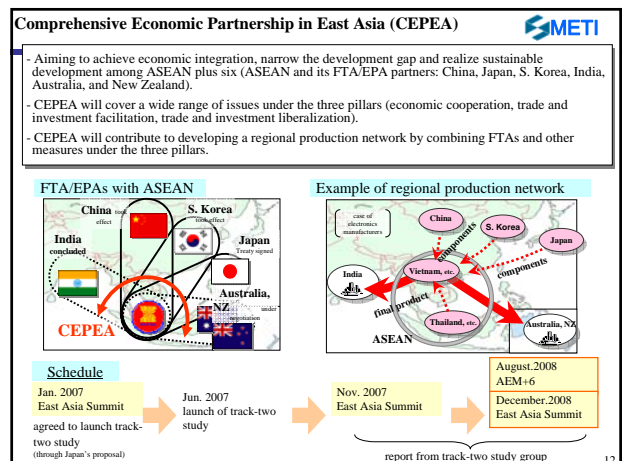 Comprehensive Economic Partnership in East Asia (CEPEA)
METI
- Aiming to achieve economic integration, narrow the development gap and realize sustainable
development among ASEAN plus six (ASEAN and its FTA/EPA partners: China, Japan, S. Korea, India,
Australia, and New Zealand).
- CEPEA will cover a wide range of issues under the three pillars (economic cooperation, trade and
investment facilitation, trade and investment liberalization).
- CEPEA will contribute to developing a regional production network by combining FTAs and other
measures under the three pillars.
FTA/EPAs with ASEAN
China took
effect
S. Korea
took effect
India
concluded
Japan
Treaty signed
Australia,
NZ
under
negotiation
CEPEA
Example of regional production network
case of
electronics
manufacturers
China
S. Korea
Japan
components
components
India
Vietnam, etc.
final product
Thailand, etc.
ASEAN
Australia, NZ
Schedule
Jan. 2007
East Asia Summit
agreed to launch track-
two study
(through Japan's proposal)
Jun. 2007
launch of track-two
study
Nov. 2007
East Asia Summit
August.2008
AEM+6
December.2008
East Asia Summit
report from track-two study group
12